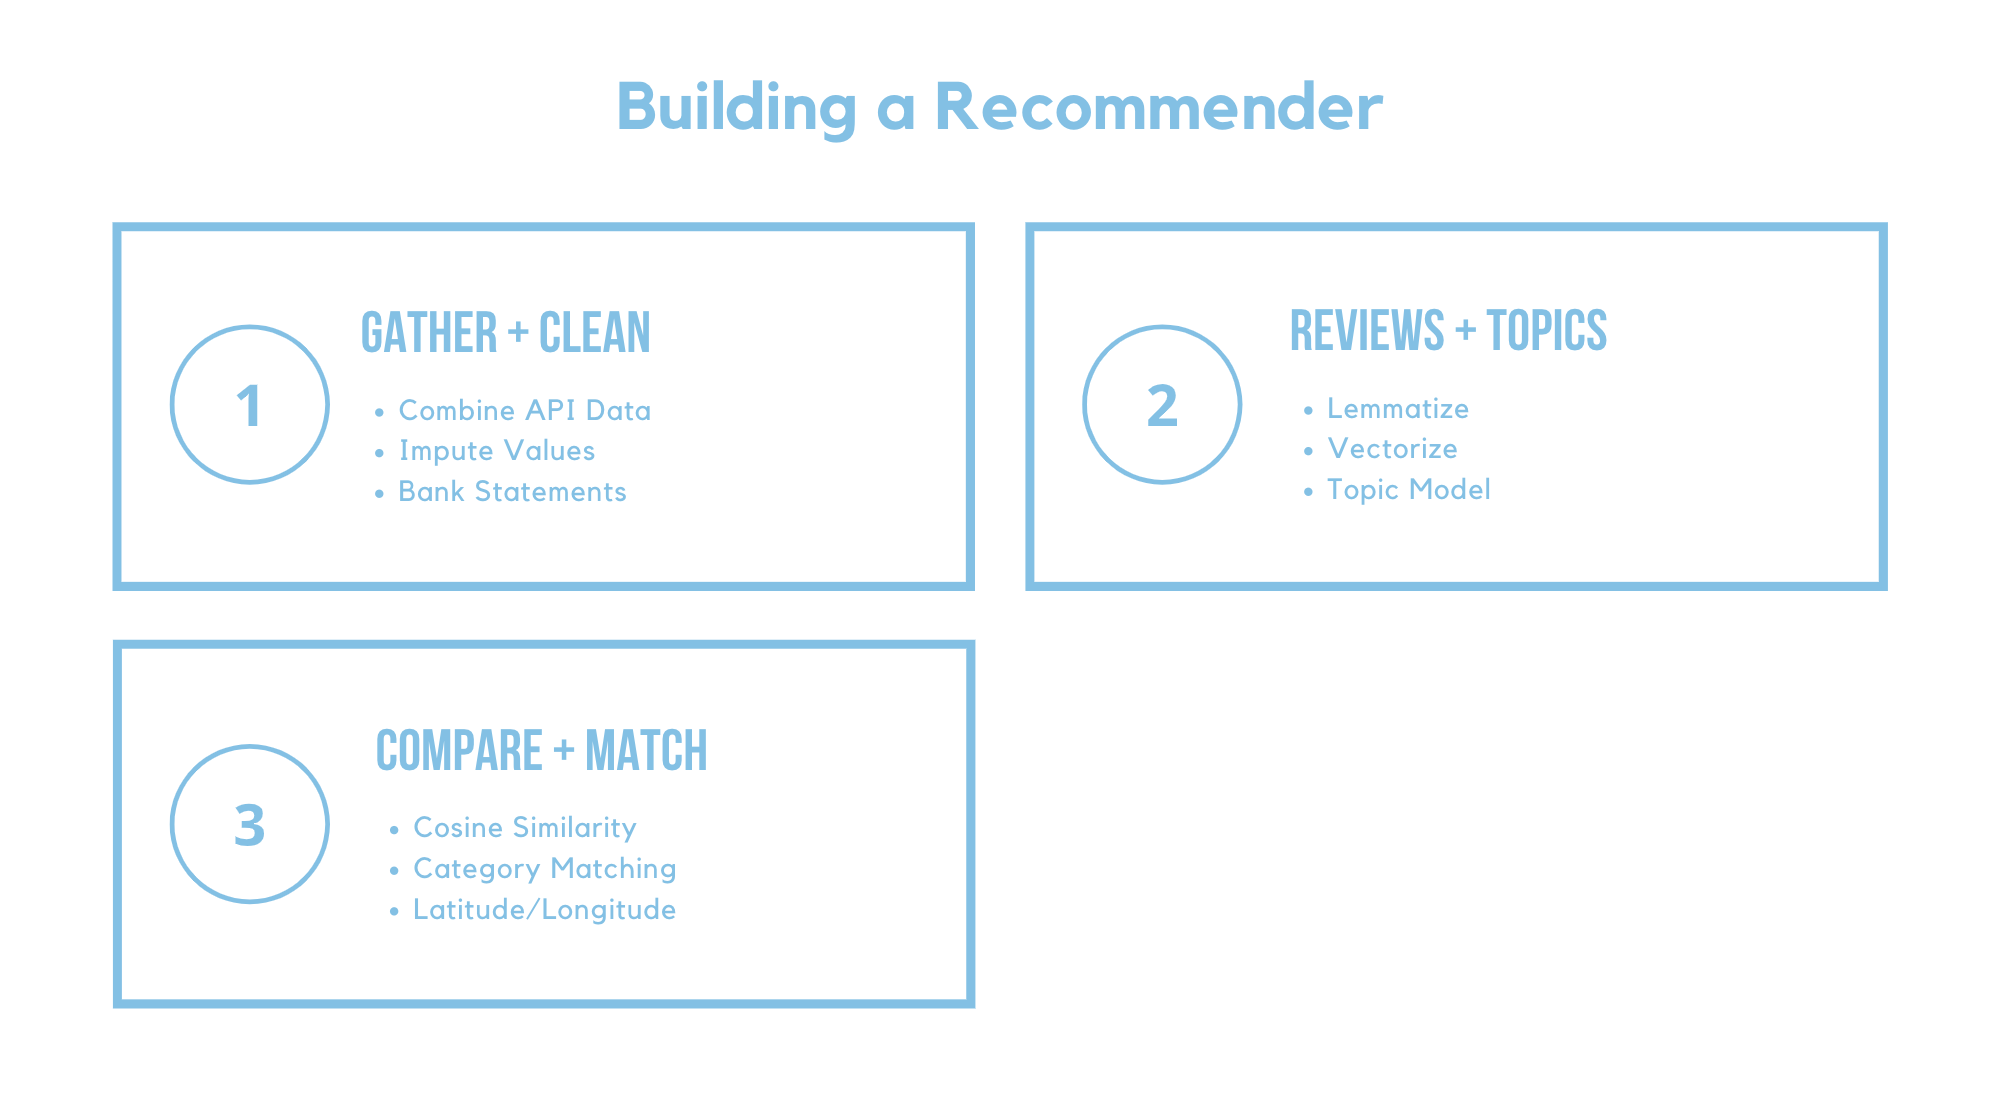 Building a Recommender
1
GATHER + CLEAN
• Combine API Data
• Impute Values
• Bank Statements
2
REVIEWS + TOPICS
• Lemmatize
• Vectorize
• Topic Model
3
COMPARE + MATCH
• Cosine Similarity
• Category Matching
• Latitude/Longitude